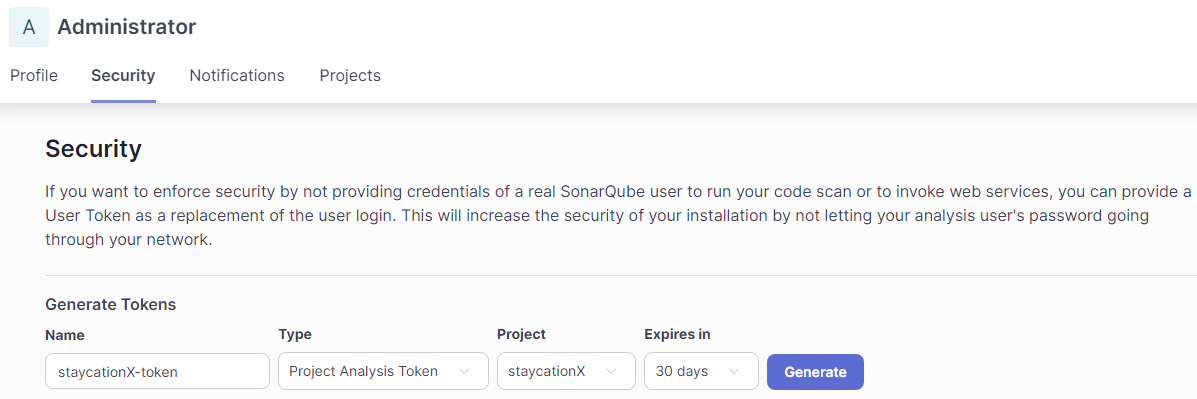 A Administrator
Profile Security Notifications Projects
Security
If you want to enforce security by not providing credentials of a real SonarQube user to run your code scan or to invoke web services, you can provide a
User Token as a replacement of the user login. This will increase the security of your installation by not letting your analysis user's password going
through your network.
Generate Tokens
Name Type Project Expires in
staycationX-token Project Analysis Token staycationX 30 days Generate